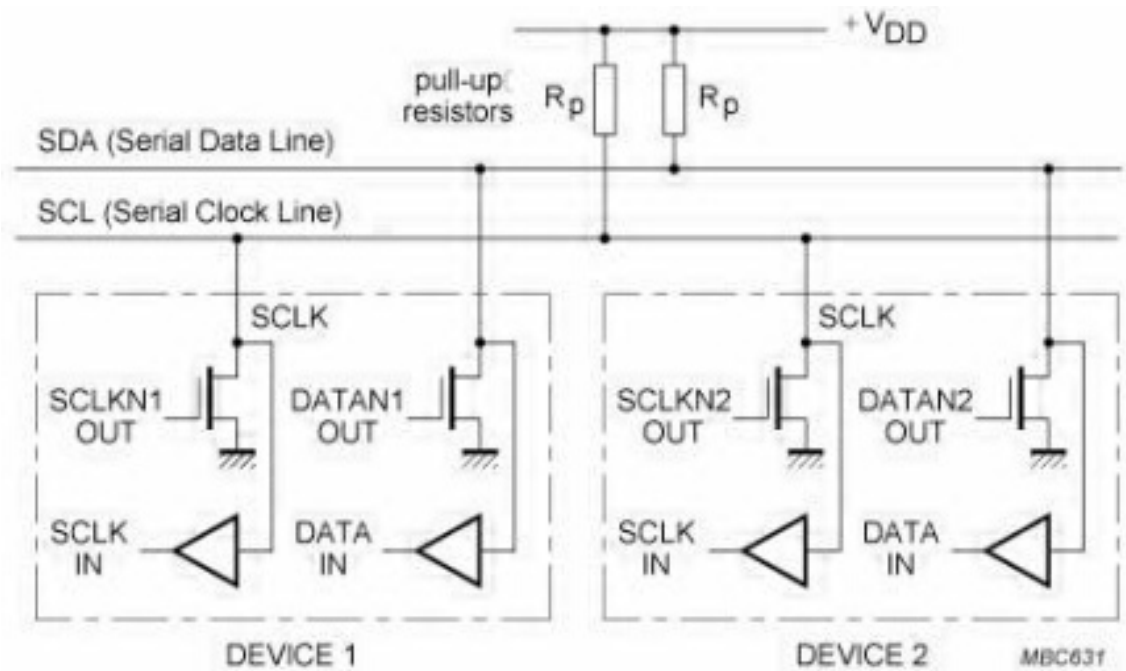 + VDD
pull-up
resistors
Rp
Rp
SDA (Serial Data Line)
SCL (Serial Clock Line)
SCLK
SCLK
SCLKN1
OUT
DATAN1
OUT
SCLKN2
OUT
DATAN2
OUT
SCLK
IN
DATA
IN
SCLK
IN
DATA
IN
DEVICE 1
DEVICE 2
MBC631